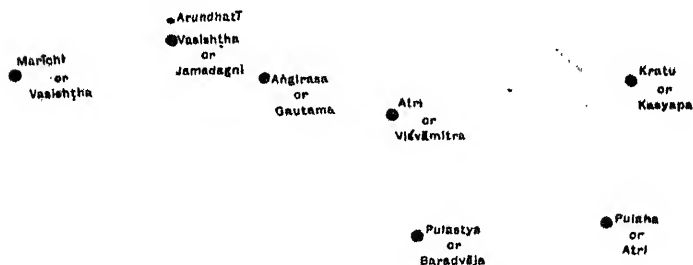 Arundhatī
Vasishṭha
or
Jamadagni
Marīchi
or
Vasishṭha
Aṅgirasa
or
Gautama
Atri
or
Viśvāmitra
Kratu
or
Kaśyapa
Pulastya
or
Baradvāja
Pulaha
or
Atri